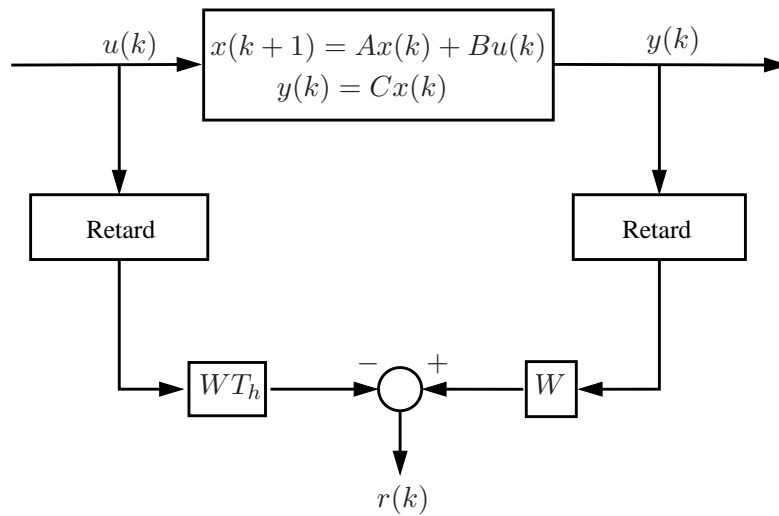 u(k)
x(k + 1) = Ax(k) + Bu(k)
y(k) = Cx(k)
y(k)
Retard
Retard
WT_h
−
+
W
r(k)